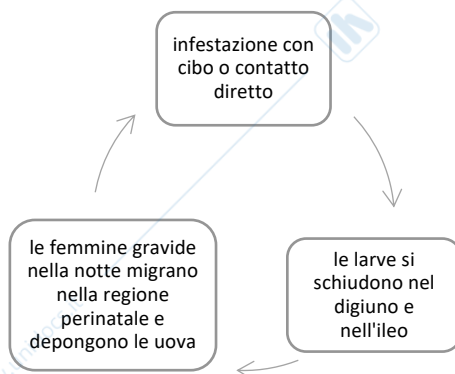 infestazione con
cibo o contatto
diretto
le larve si
schiudono nel
digiuno e
nell'ileo
le femmine gravide
nella notte migrano
nella regione
perinatale e
depongono le uova